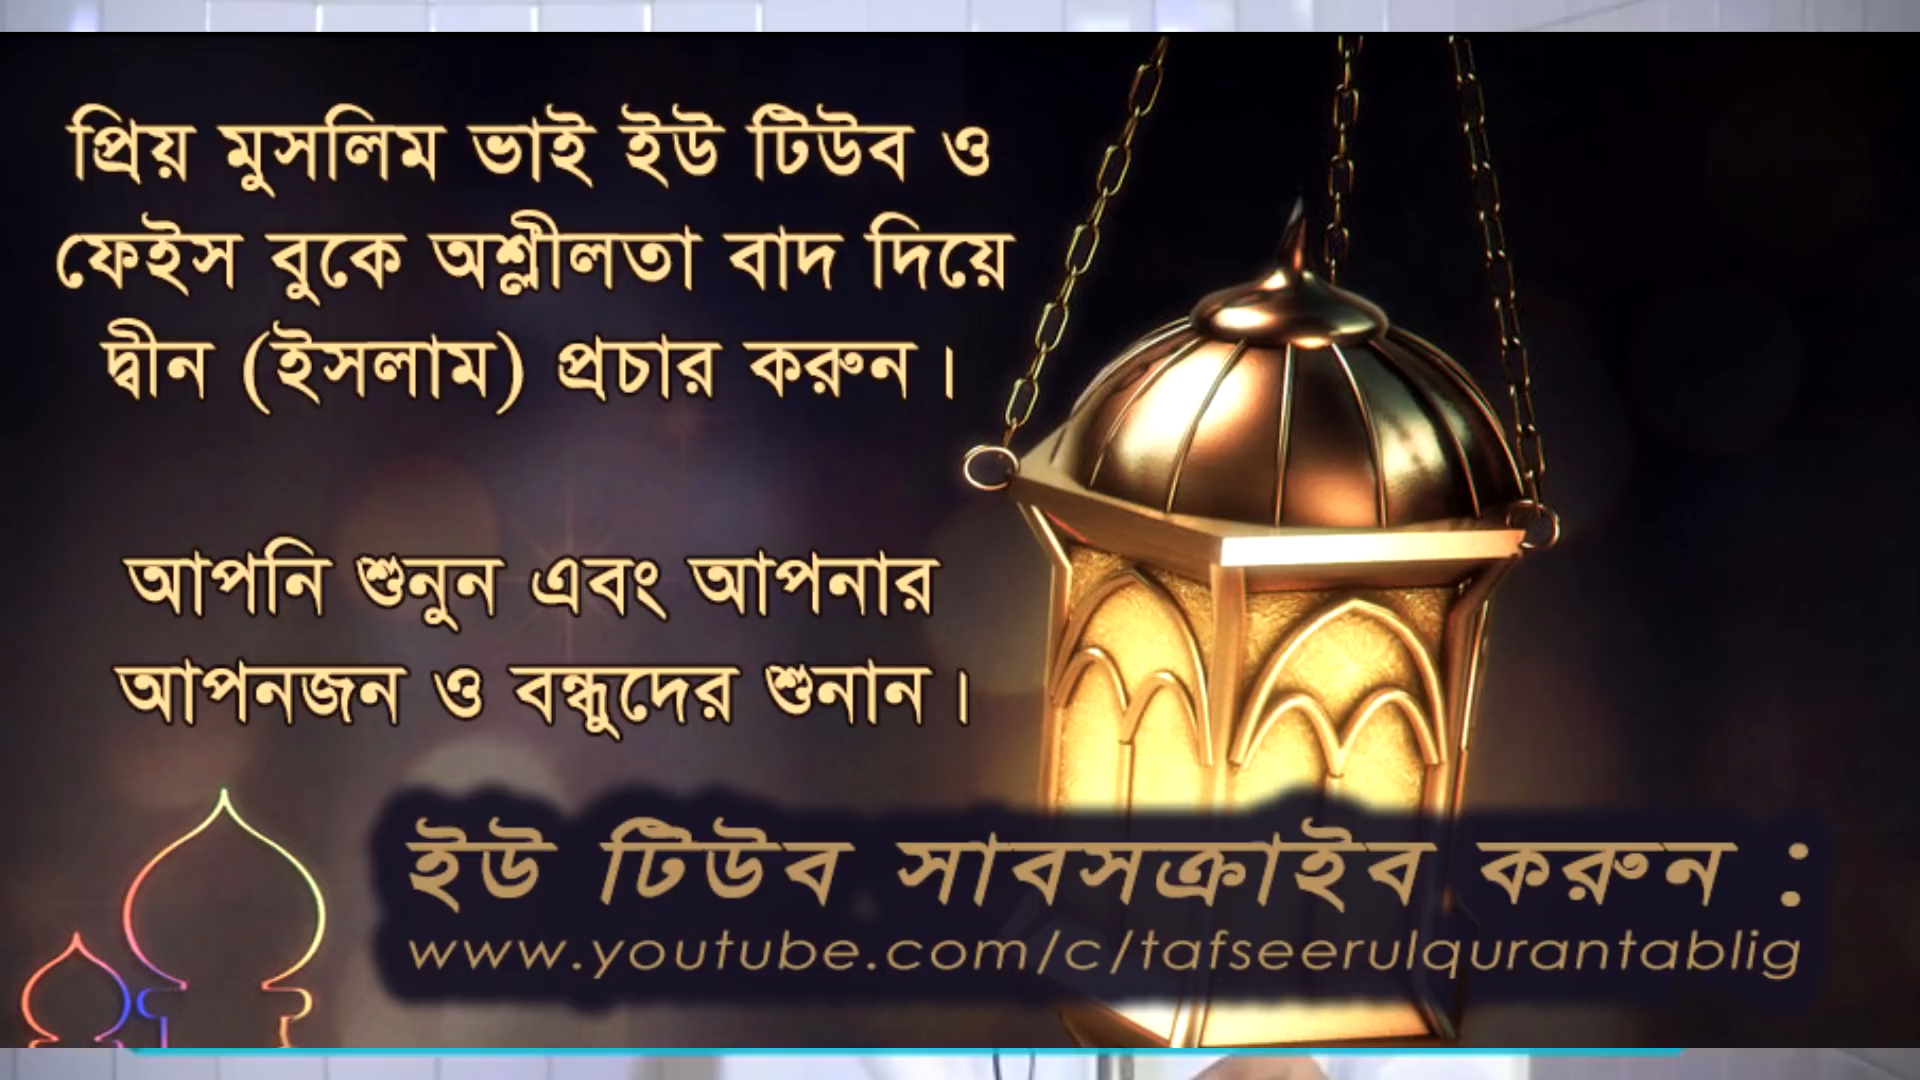 প্রিয় মুসলিম ভাই ইউ টিউব ও
ফেইস বুকে অশ্লীলতা বাদ দিয়ে
দ্বীন (ইসলাম) প্রচার করুন।
আপনি শুনুন এবং আপনার
আপনজন ও বন্ধুদের শুনান।
ইউ টিউব সাবসক্রাইব করুন :
www.youtube.com/c/tafseerulqurantablig